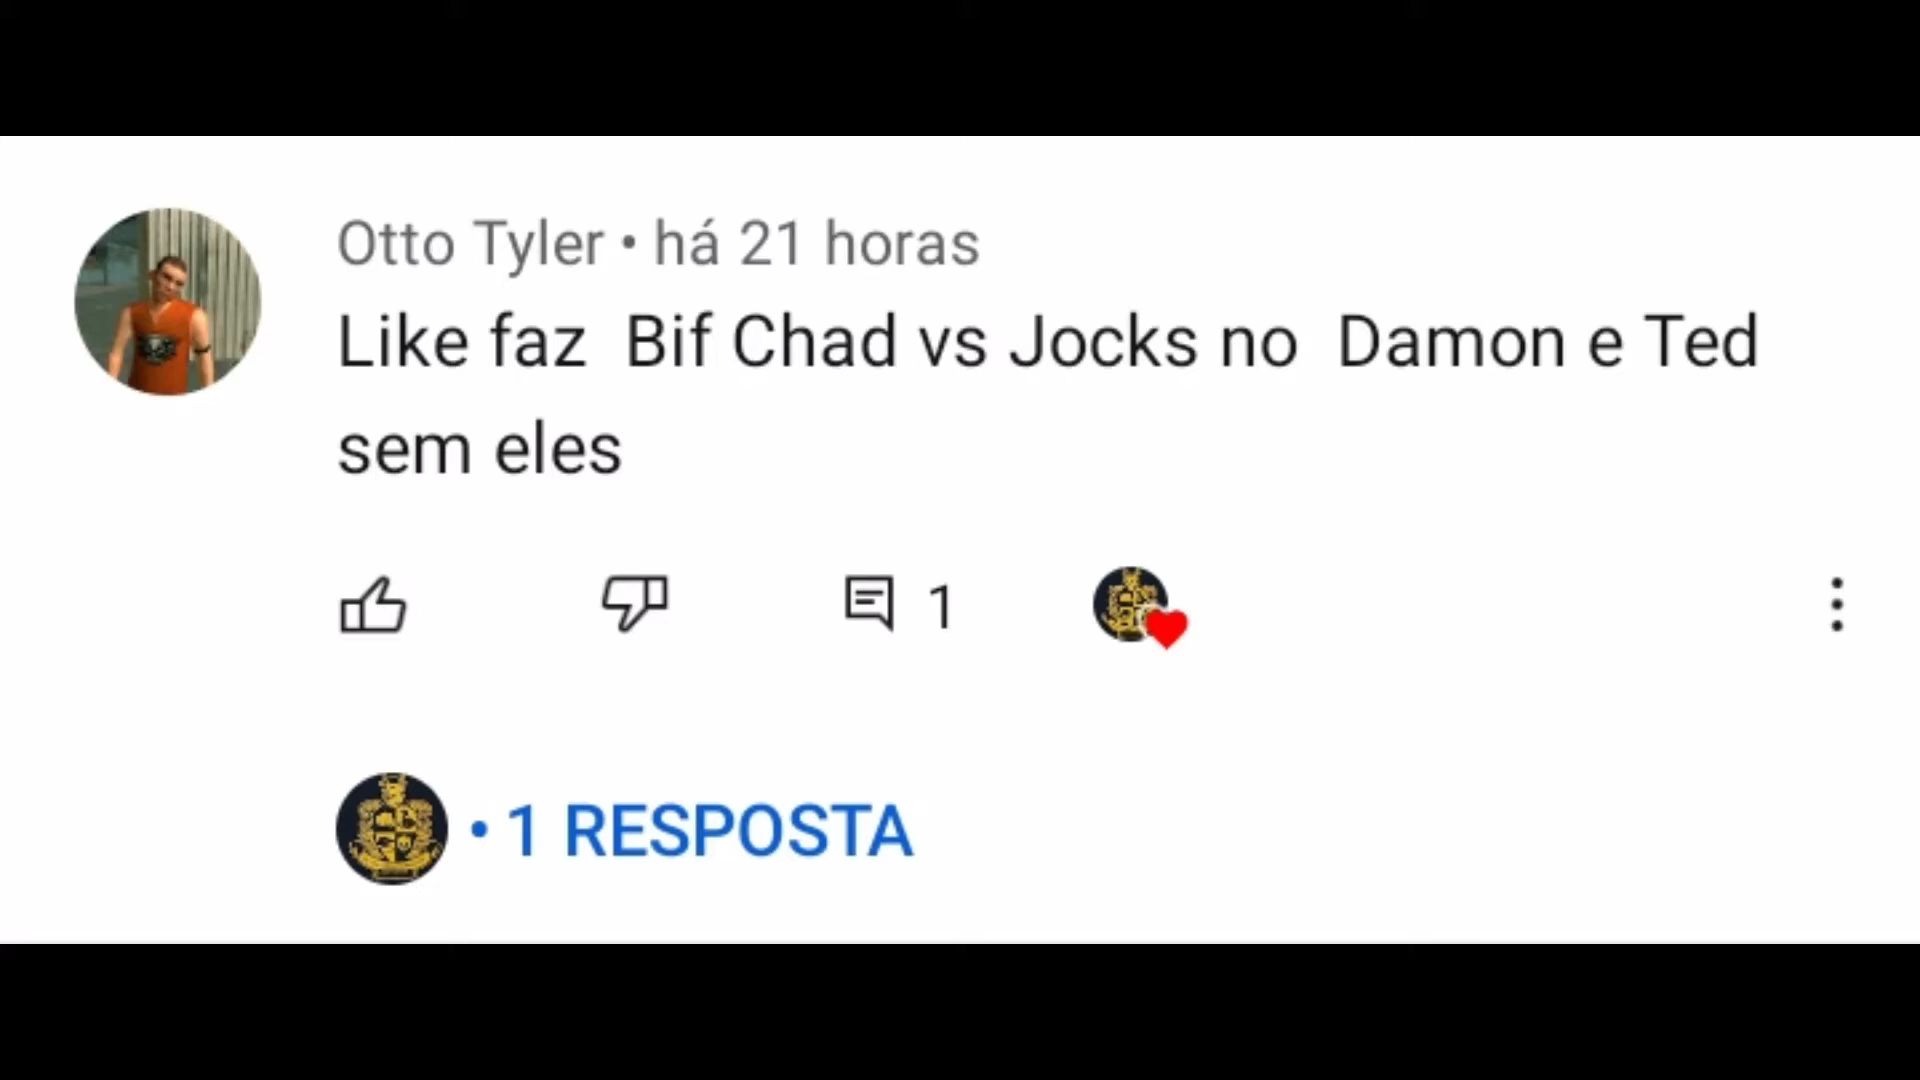 Otto Tyler • há 21 horas
Like faz  Bif Chad vs Jocks no  Damon e Ted
sem eles
1
• 1 RESPOSTA